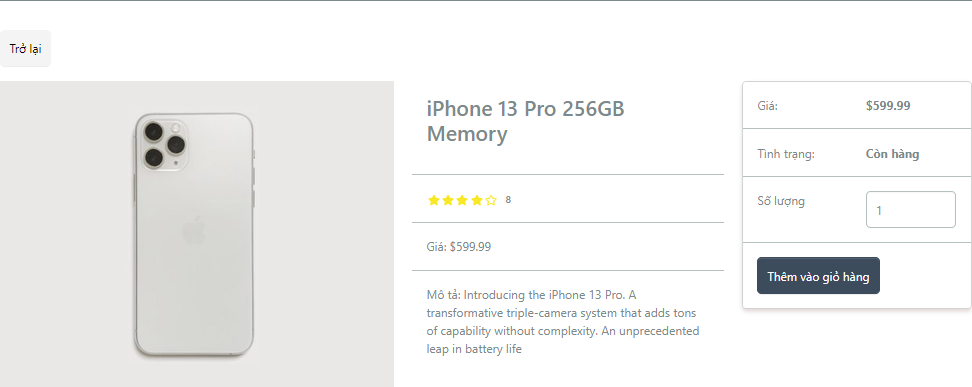 Trở lại
iPhone 13 Pro 256GB
Memory
8
Giá: $599.99
Mô tả: Introducing the iPhone 13 Pro. A
transformative triple-camera system that adds tons
of capability without complexity. An unprecedented
leap in battery life
Giá: $599.99
Tình trạng: Còn hàng
Số lượng 1
Thêm vào giỏ hàng